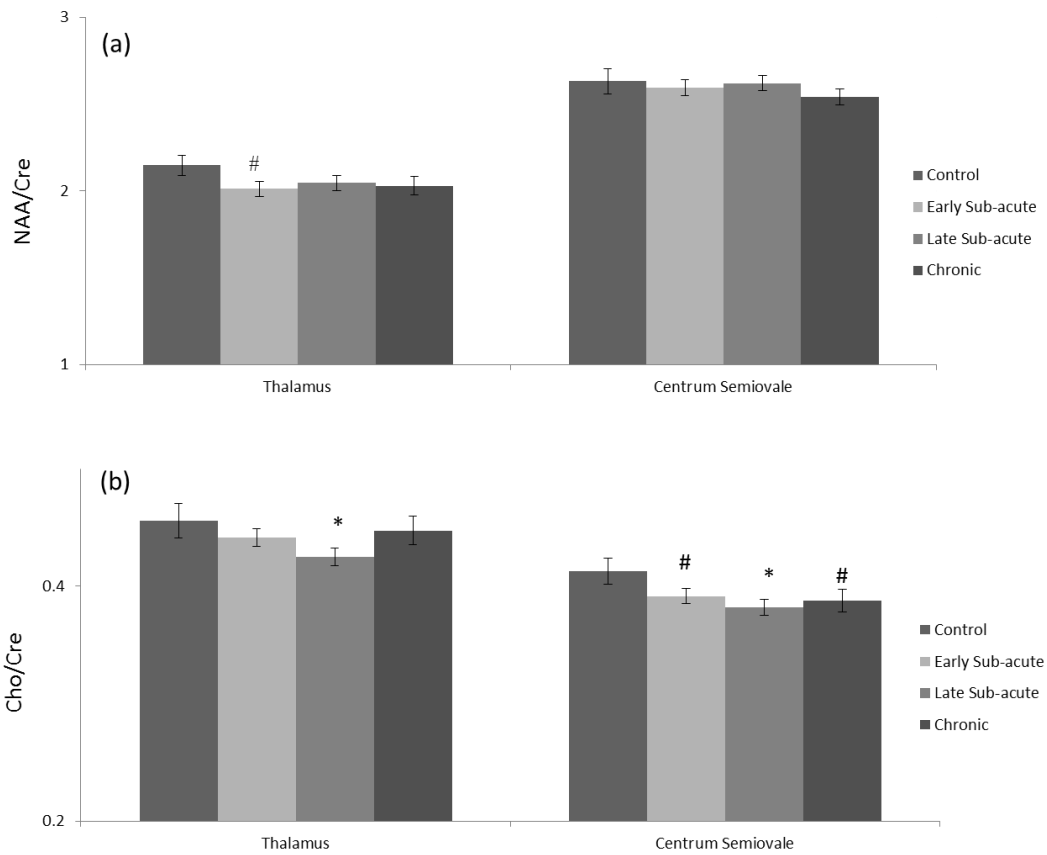 3
(a)
#
2
NAA/Cre
Control
Early Sub-acute
Late Sub-acute
Chronic
1
Thalamus
Centrum Semiovale
(b)
*
#
*
#
0.4
Cho/Cre
Control
Early Sub-acute
Late Sub-acute
Chronic
0.2
Thalamus
Centrum Semiovale